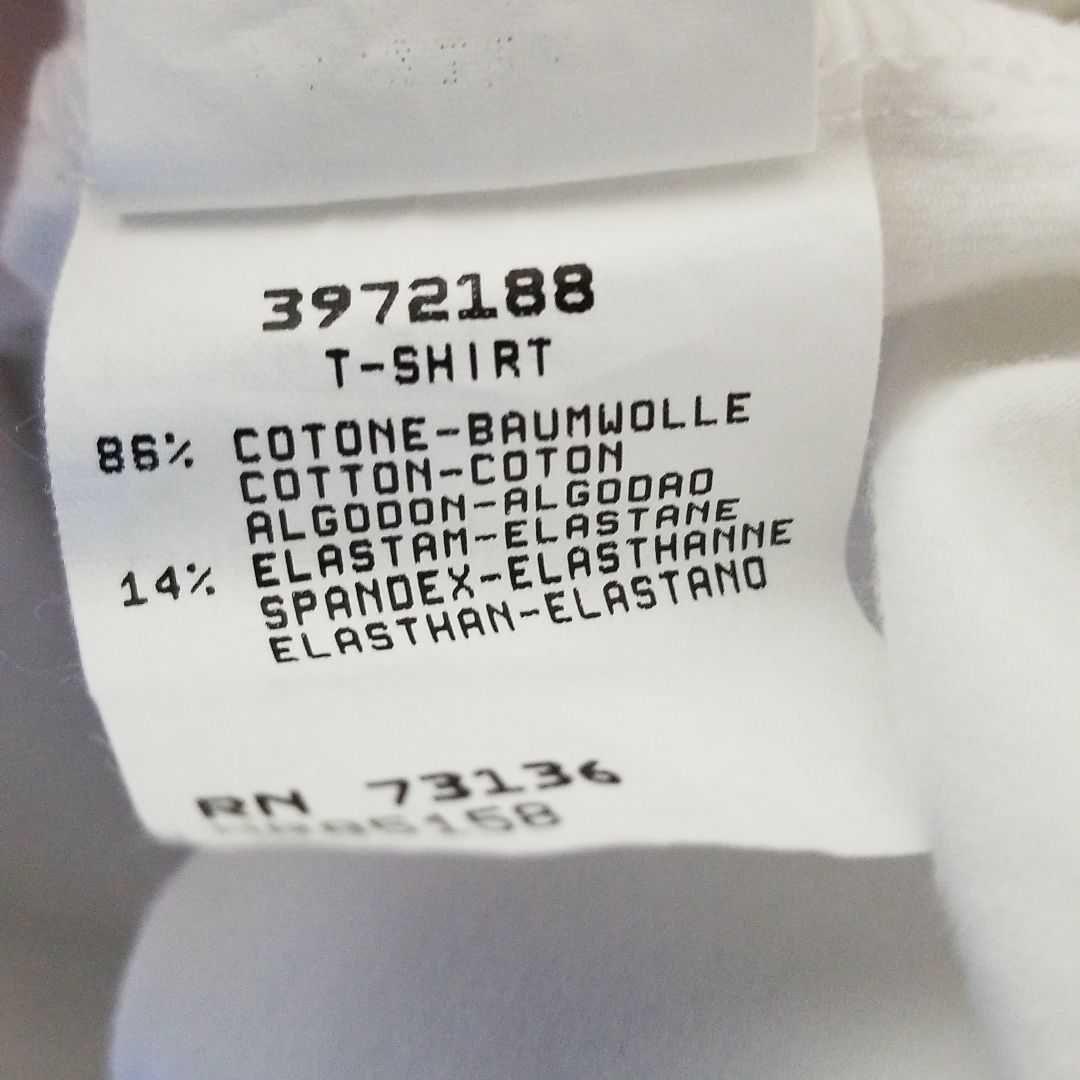 3972188
T-SHIRT
86% COTONE-BAUMWOLLE
COTTON-COTON
ALGODON-ALGODAO
14% ELASTAM-ELASTANE
SPANDEX-ELASTHANNE
ELASTHAN-ELASTANO
RN 73136